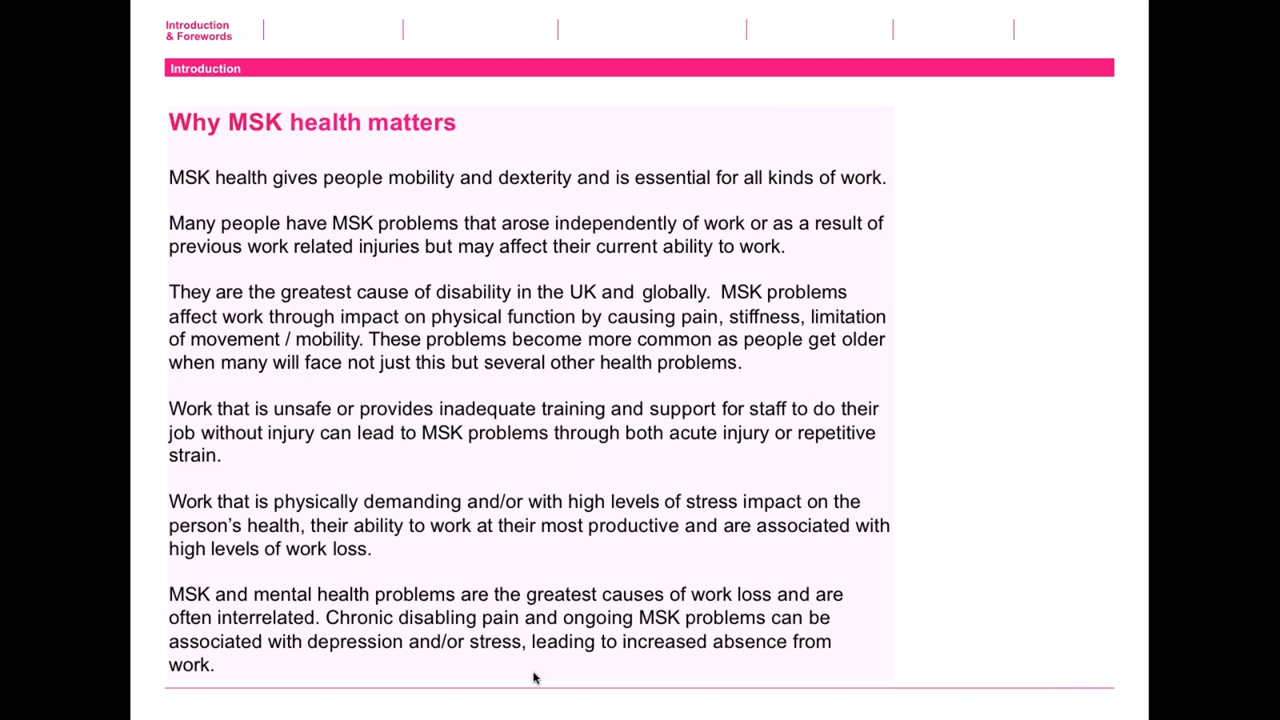 Introduction
& Forewords
Introduction
Why MSK health matters
MSK health gives people mobility and dexterity and is essential for all kinds of work.
Many people have MSK problems that arose independently of work or as a result of
previous work related injuries but may affect their current ability to work.
They are the greatest cause of disability in the UK and globally. MSK problems
affect work through impact on physical function by causing pain, stiffness, limitation
of movement / mobility. These problems become more common as people get older
when many will face not just this but several other health problems.
Work that is unsafe or provides inadequate training and support for staff to do their
job without injury can lead to MSK problems through both acute injury or repetitive
strain.
Work that is physically demanding and/or with high levels of stress impact on the
person’s health, their ability to work at their most productive and are associated with
high levels of work loss.
MSK and mental health problems are the greatest causes of work loss and are
often interrelated. Chronic disabling pain and ongoing MSK problems can be
associated with depression and/or stress, leading to increased absence from
work.